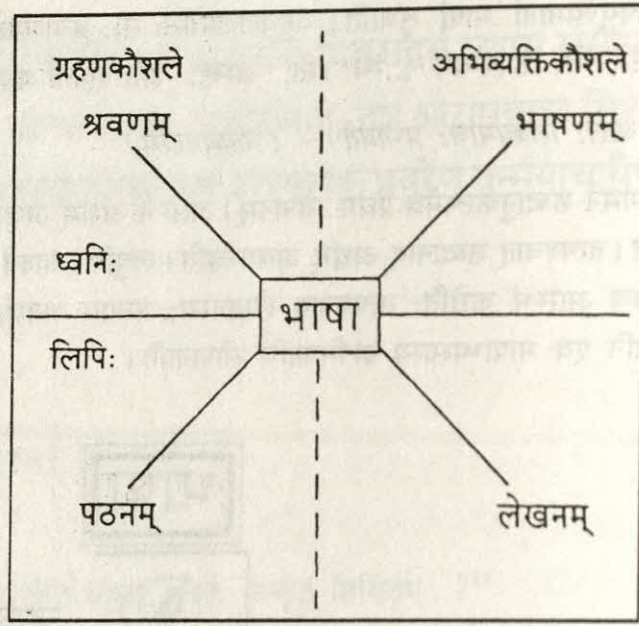 ग्रहणकौशले
अभिव्यक्तिकौशले
श्रवणम्
भाषणम्
ध्वनिः
भाषा
लिपिः
पठनम्
लेखनम्